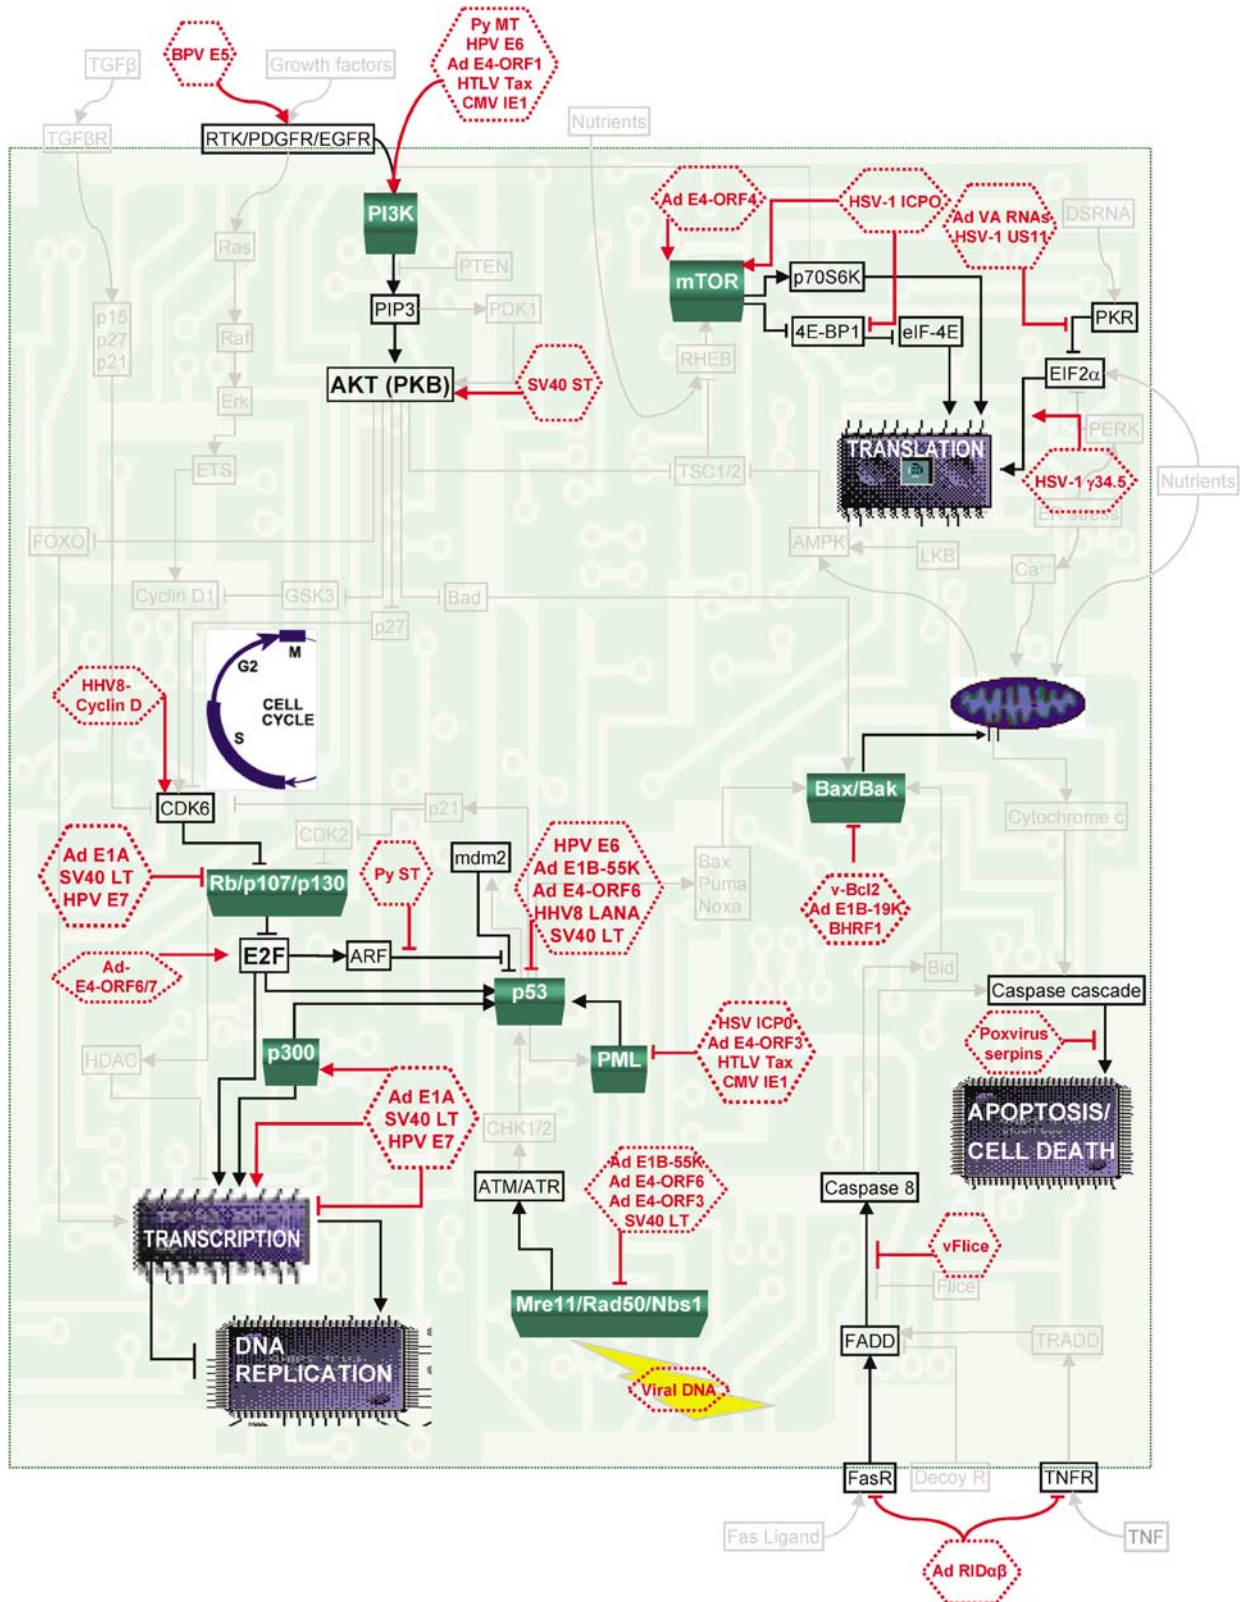 Py MT
HPV E6
Ad E4-ORF1
HTLV Tax
CMV IE1
BPV E5
TGFβ
Growth factors
Nutrients
TGFβR
RTK/PDGFR/EGFR
PI3K
Ad E4-ORF4
HSV-1 ICPO
Ad VA RNAs
HSV-1 US11
DSRNA
Ras
PTEN
mTOR
p70S6K
PIP3
PDK1
p15
p27
p21
Raf
4E-BP1
eIF-4E
PKR
RHEB
EIF2α
AKT (PKB)
SV40 ST
Erk
PERK
TRANSLATION
ETS
TSC1/2
HSV-1 γ34.5
Nutrients
ER stress
FOXO
AMPK
LKB
Ca++
Cyclin D1
GSK3
Bad
p27
M
G2
CELL
CYCLE
S
HHV8-
Cyclin D
CDK6
p21
Bax/Bak
Cytochrome c
CDK2
mdm2
HPV E6
Ad E1B-55K
Ad E4-ORF6
HHV8 LANA
SV40 LT
Ad E1A
SV40 LT
HPV E7
Rb/p107/p130
Py ST
Bax
Puma
Noxa
v-Bcl2
Ad E1B-19K
BHRF1
E2F
ARF
Ad-
E4-ORF6/7
Bid
p53
Caspase cascade
HSV ICP0
Ad E4-ORF3
HTLV Tax
CMV IE1
Poxvirus
serpins
HDAC
p300
PML
Ad E1A
SV40 LT
HPV E7
CHK1/2
APOPTOSIS/
CELL DEATH
ATM/ATR
Ad E1B-55K
Ad E4-ORF6
Ad E4-ORF3
SV40 LT
Caspase 8
TRANSCRIPTION
vFlice
Flice
Mre11/Rad50/Nbs1
DNA
REPLICATION
FADD
TRADD
Viral DNA
FasR
Decoy R
TNFR
Fas Ligand
TNF
Ad RIDαβ